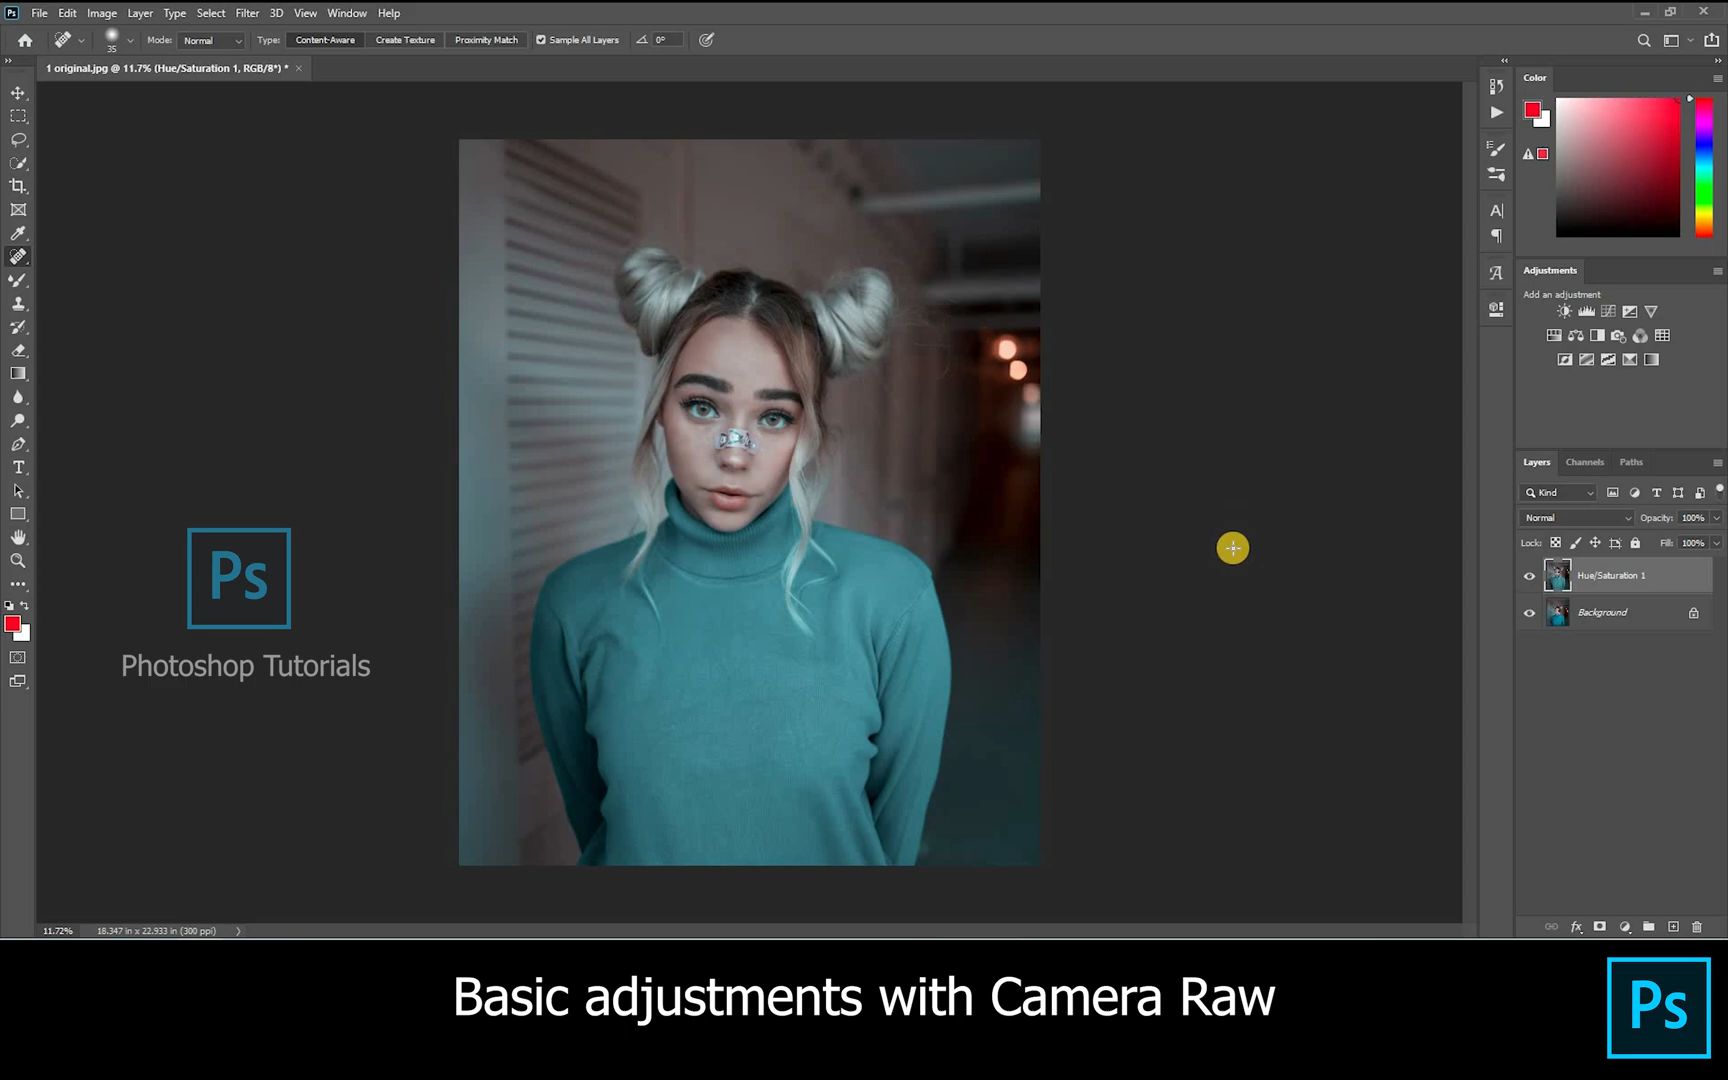 Ps File Edit Image Layer Type Select Filter 3D View Window Help
35 Mode: Normal Type: Content-Aware Create Texture Proximity Match Sample All Layers 0°
1 original.jpg @ 11.7% (Hue/Saturation 1, RGB/8*) * ×
Color
Adjustments
Add an adjustment
Layers Channels Paths
Kind
Normal Opacity: 100%
Lock: Fill: 100%
Hue/Saturation 1
Background
fx
Ps
Photoshop Tutorials
11.72% 18.347 in x 22.933 in (300 ppi)
Basic adjustments with Camera Raw
Ps